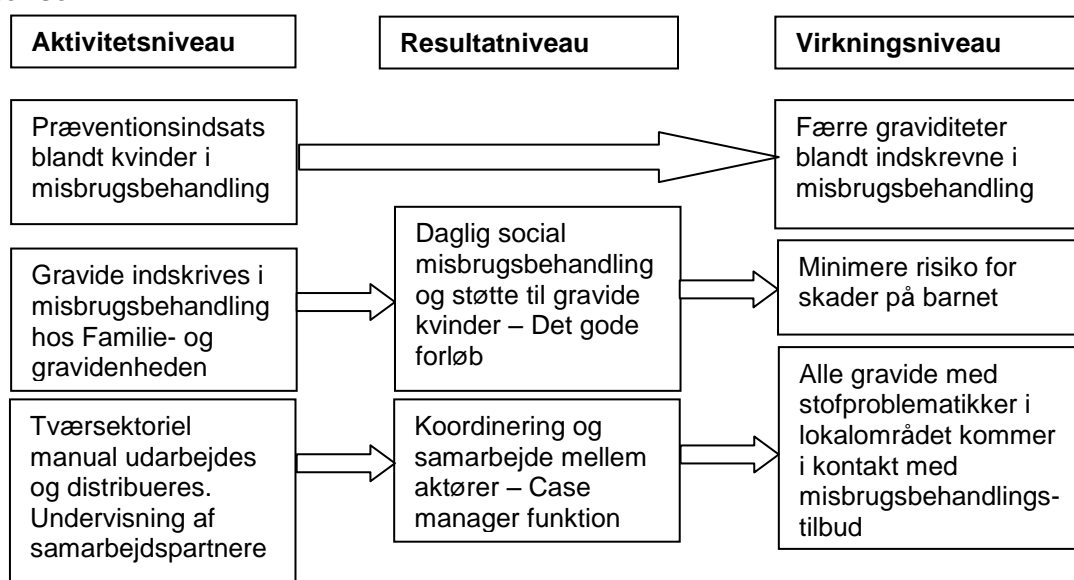 Aktivitetsniveau
Resultatniveau
Virkningsniveau
Præventionsindsats
blandt kvinder i
misbrugsbehandling
Færre graviditeter
blandt indskrevne i
misbrugsbehandling
Gravide indskrives i
misbrugsbehandling
hos Familie- og
gravidenheden
Daglig social
misbrugsbehandling
og støtte til gravide
kvinder – Det gode
forløb
Minimere risiko for
skader på barnet
Tværsektoriel
manual udarbejdes
og distribueres.
Undervisning af
samarbejdspartnere
Koordinering og
samarbejde mellem
aktører – Case
manager funktion
Alle gravide med
stofproblematikker i
lokalområdet kommer
i kontakt med
misbrugsbehandlings-
tilbud